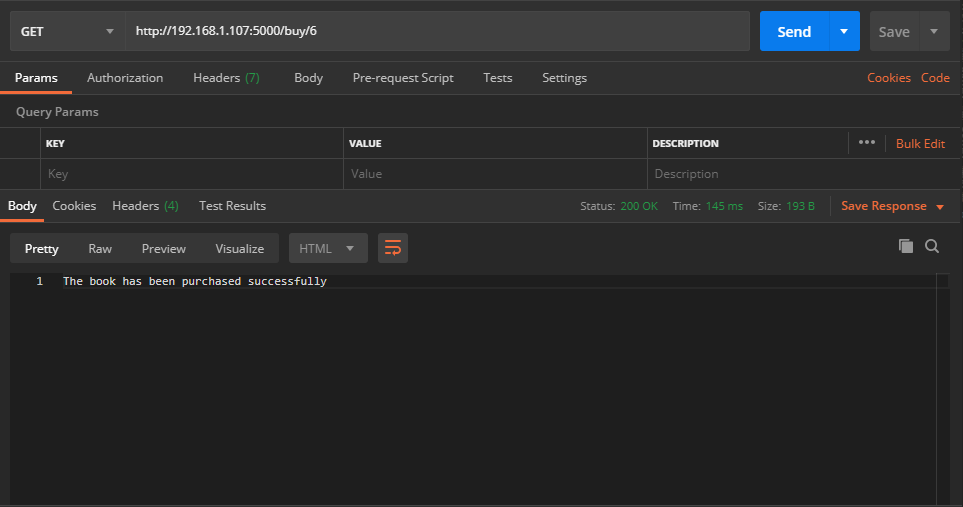 GET http://192.168.1.107:5000/buy/6 Send Save
Params Authorization Headers (7) Body Pre-request Script Tests Settings Cookies Code
Query Params
KEY VALUE DESCRIPTION ••• Bulk Edit
Key Value Description
Body Cookies Headers (4) Test Results Status: 200 OK Time: 145 ms Size: 193 B Save Response
Pretty Raw Preview Visualize HTML
1 The book has been purchased successfully